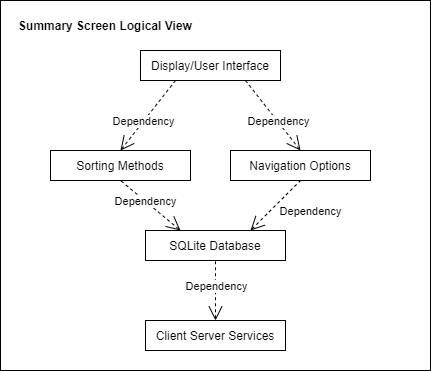 Summary Screen Logical View
Display/User Interface
Dependency
Dependency
Sorting Methods
Navigation Options
Dependency
Dependency
SQLite Database
Dependency
Client Server Services